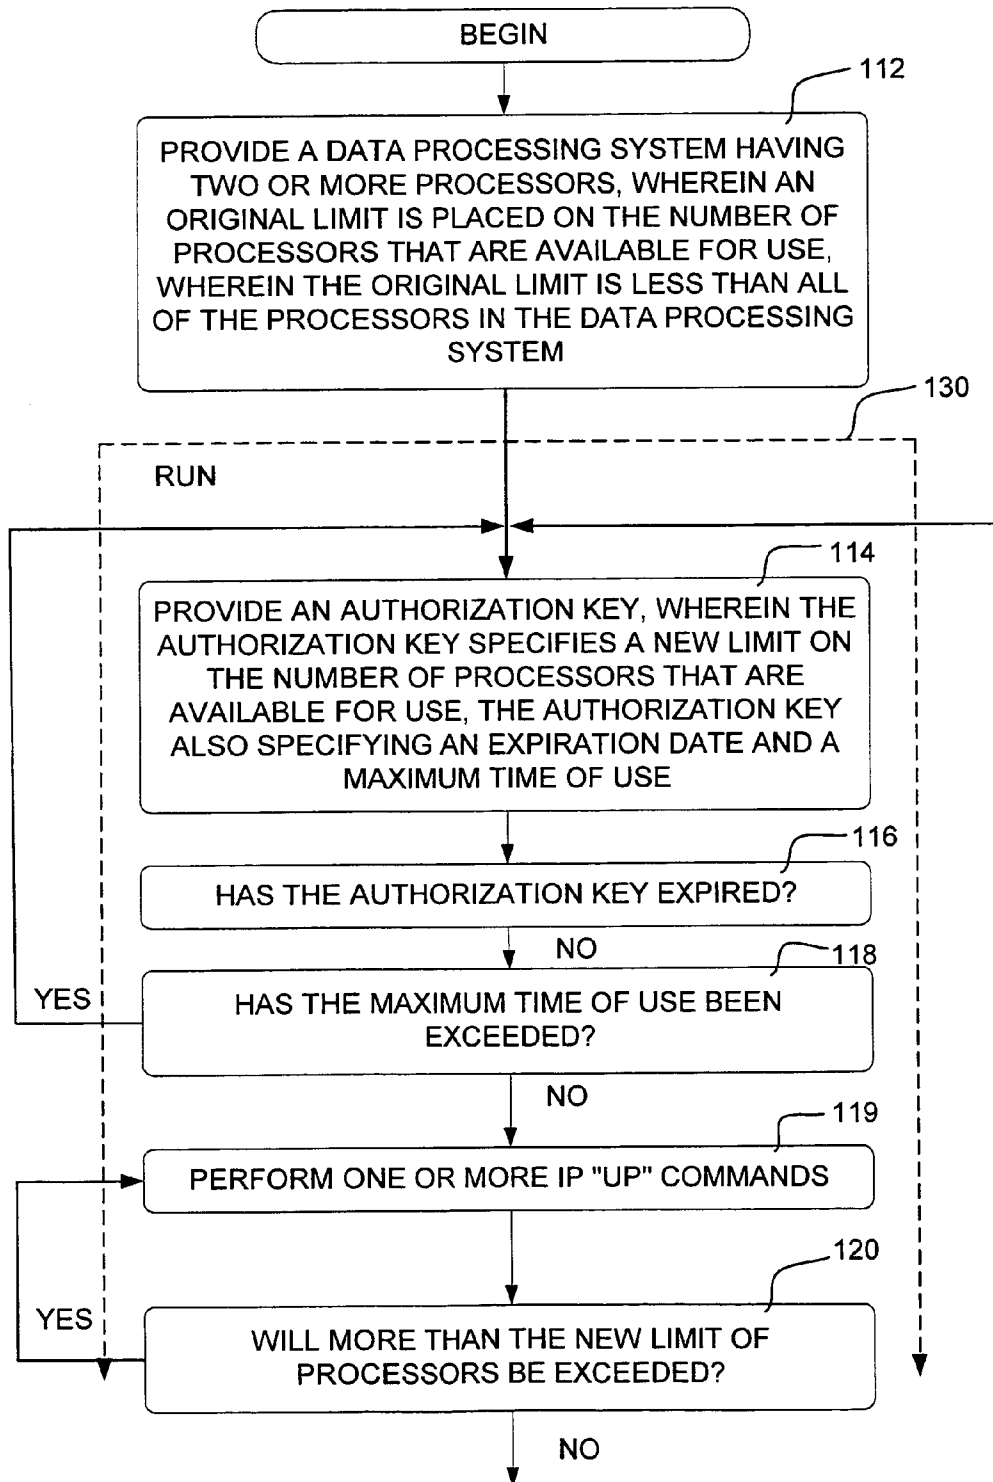 BEGIN
112
PROVIDE A DATA PROCESSING SYSTEM HAVING
TWO OR MORE PROCESSORS, WHEREIN AN
ORIGINAL LIMIT IS PLACED ON THE NUMBER OF
PROCESSORS THAT ARE AVAILABLE FOR USE,
WHEREIN THE ORIGINAL LIMIT IS LESS THAN ALL
OF THE PROCESSORS IN THE DATA PROCESSING
SYSTEM
130
RUN
114
PROVIDE AN AUTHORIZATION KEY, WHEREIN THE
AUTHORIZATION KEY SPECIFIES A NEW LIMIT ON
THE NUMBER OF PROCESSORS THAT ARE
AVAILABLE FOR USE, THE AUTHORIZATION KEY
ALSO SPECIFYING AN EXPIRATION DATE AND A
MAXIMUM TIME OF USE
116
HAS THE AUTHORIZATION KEY EXPIRED?
NO
118
YES
HAS THE MAXIMUM TIME OF USE BEEN
EXCEEDED?
NO
119
PERFORM ONE OR MORE IP "UP" COMMANDS
120
YES
WILL MORE THAN THE NEW LIMIT OF
PROCESSORS BE EXCEEDED?
NO